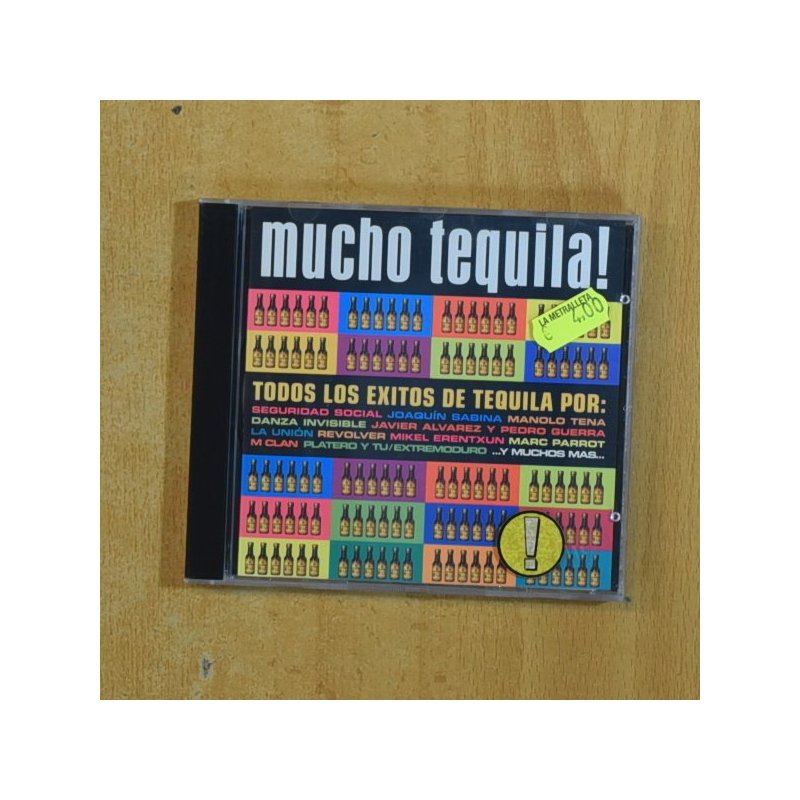 mucho tequila!
LA METRALLETA
€ 4,00
TODOS LOS EXITOS DE TEQUILA POR:
SEGURIDAD SOCIAL JOAQUÍN SABINA MANOLO TENA
DANZA INVISIBLE JAVIER ALVAREZ Y PEDRO GUERRA
LA UNIÓN REVOLVER MIKEL ERENTXUN MARC PARROT
M CLAN PLATERO Y TU/EXTREMODURO ...Y MUCHOS MAS...
!